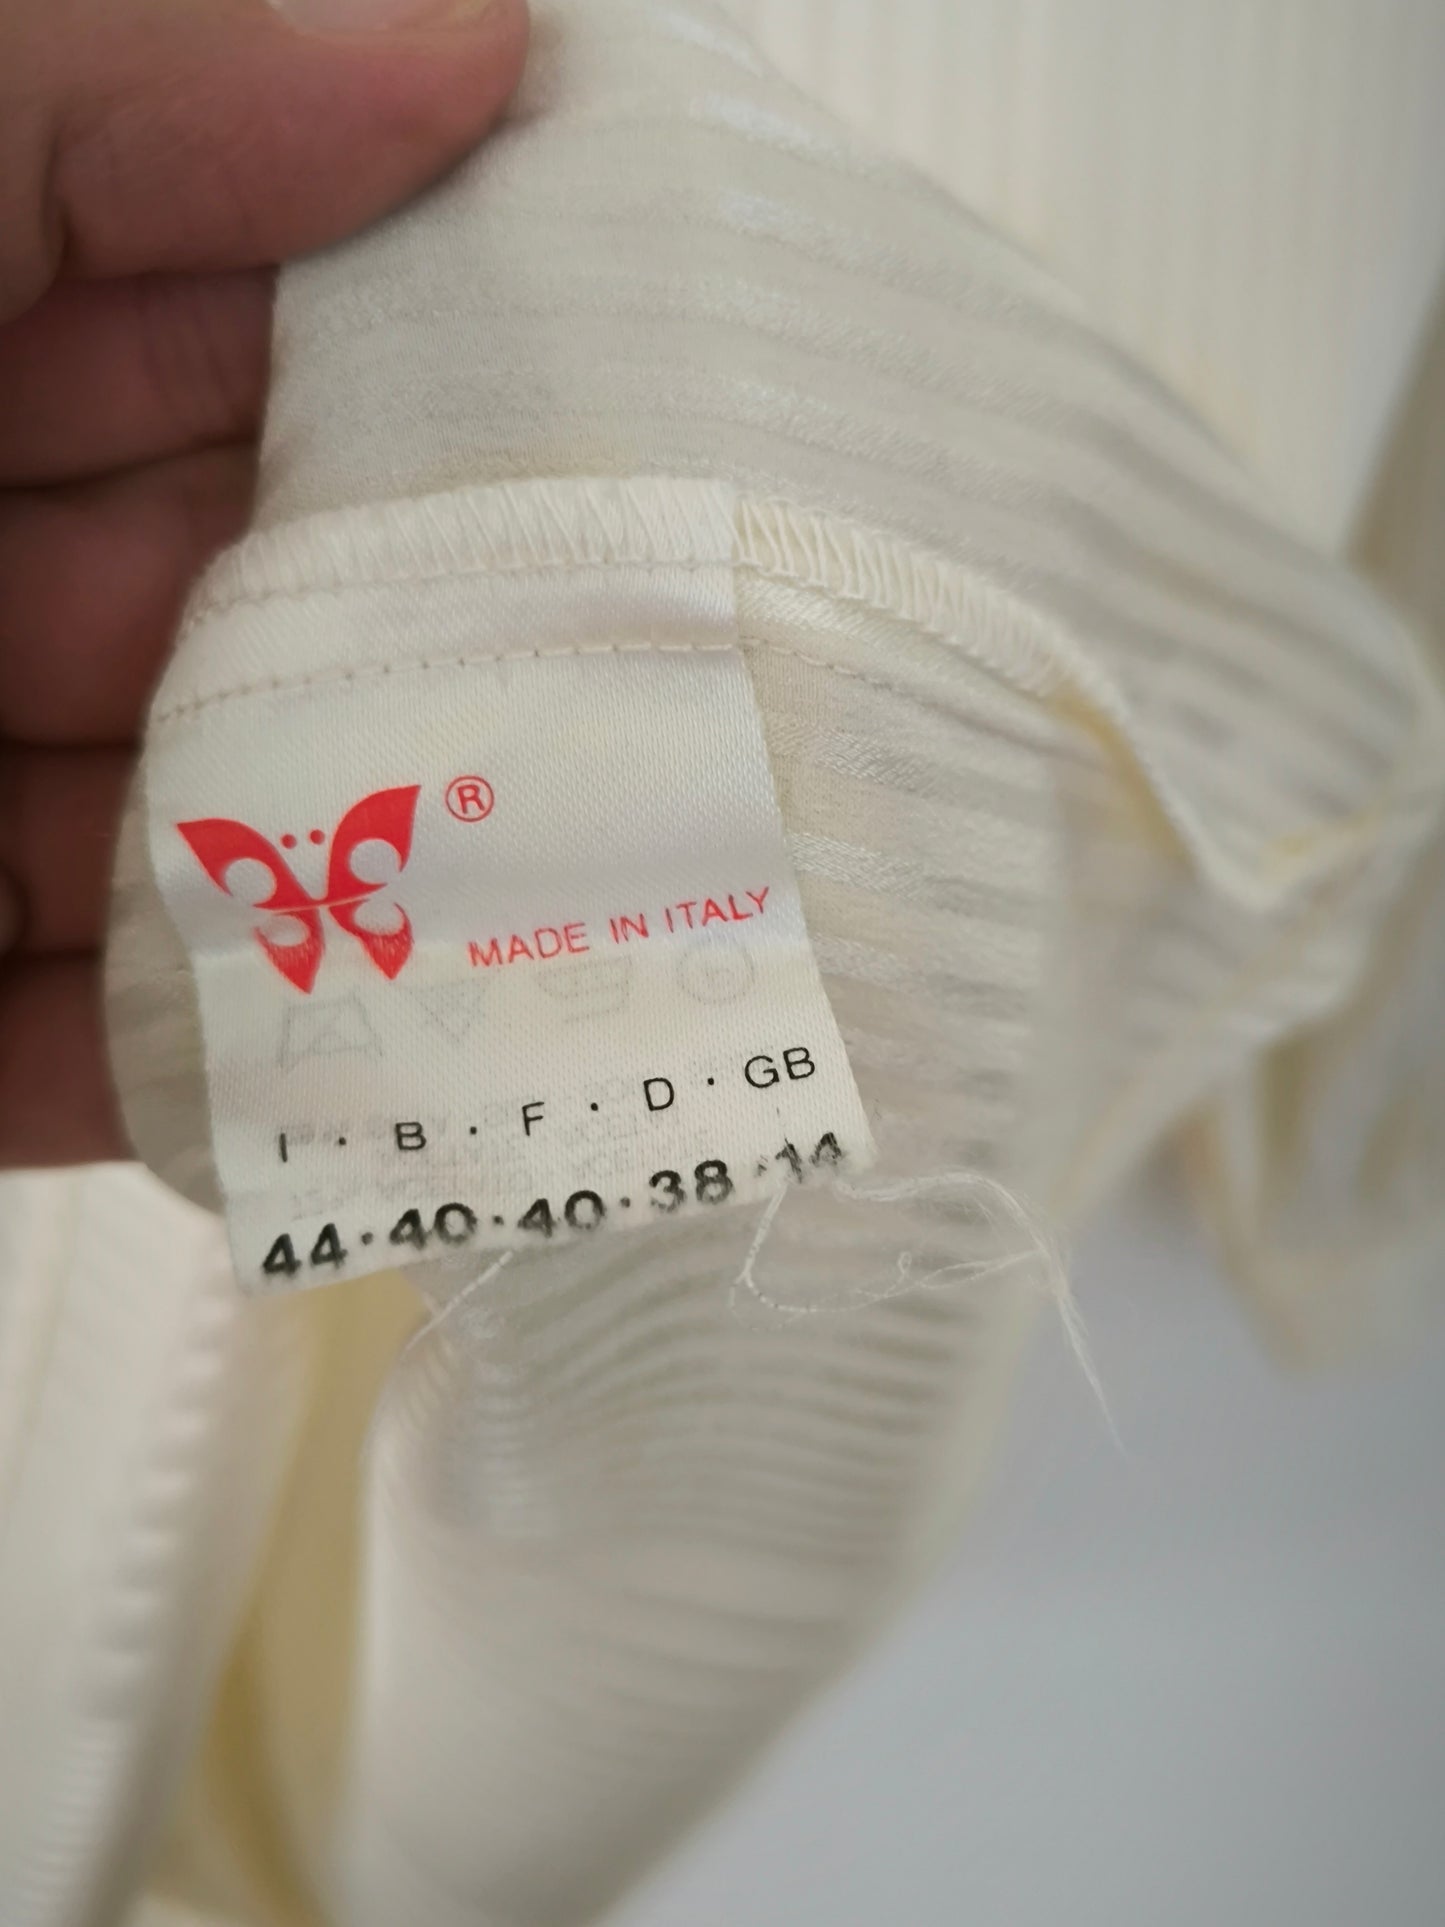 ®
MADE IN ITALY
I · B · F · D · GB
44·40·40·38·14